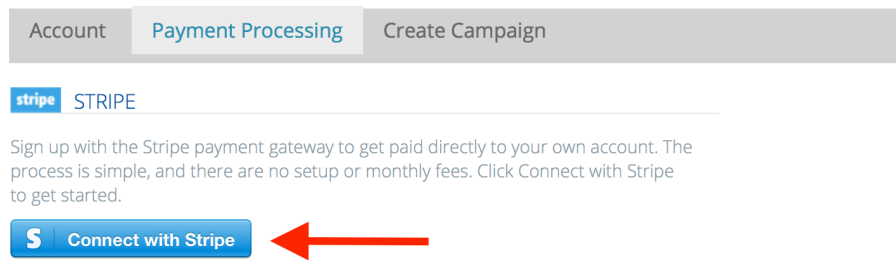 Account Payment Processing Create Campaign
stripe STRIPE
Sign up with the Stripe payment gateway to get paid directly to your own account. The
process is simple, and there are no setup or monthly fees. Click Connect with Stripe
to get started.
S Connect with Stripe